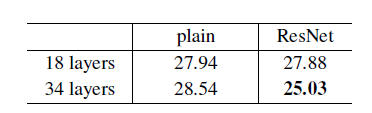 plain ResNet
18 layers 27.94 27.88
34 layers 28.54 25.03